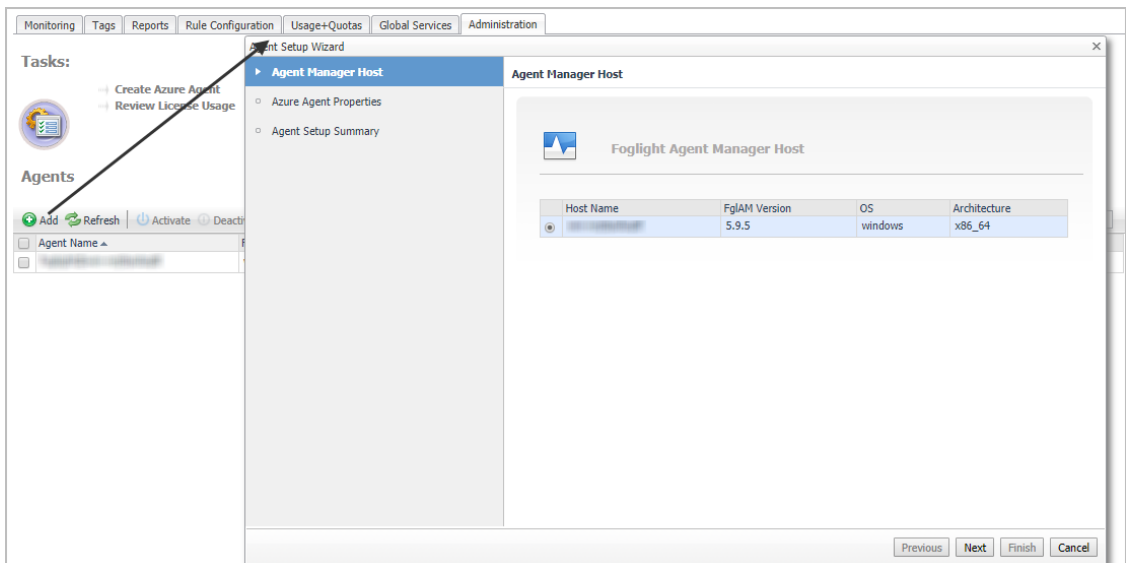 Monitoring Tags Reports Rule Configuration Usage+Quotas Global Services Administration
Tasks:
Create Azure Agent
Review License Usage
Agents
Add Refresh Activate Deacti
Agent Name
Agent Setup Wizard
Agent Manager Host
Azure Agent Properties
Agent Setup Summary
Agent Manager Host
Foglight Agent Manager Host
Host Name FglAM Version OS Architecture
5.9.5 windows x86_64
Previous Next Finish Cancel